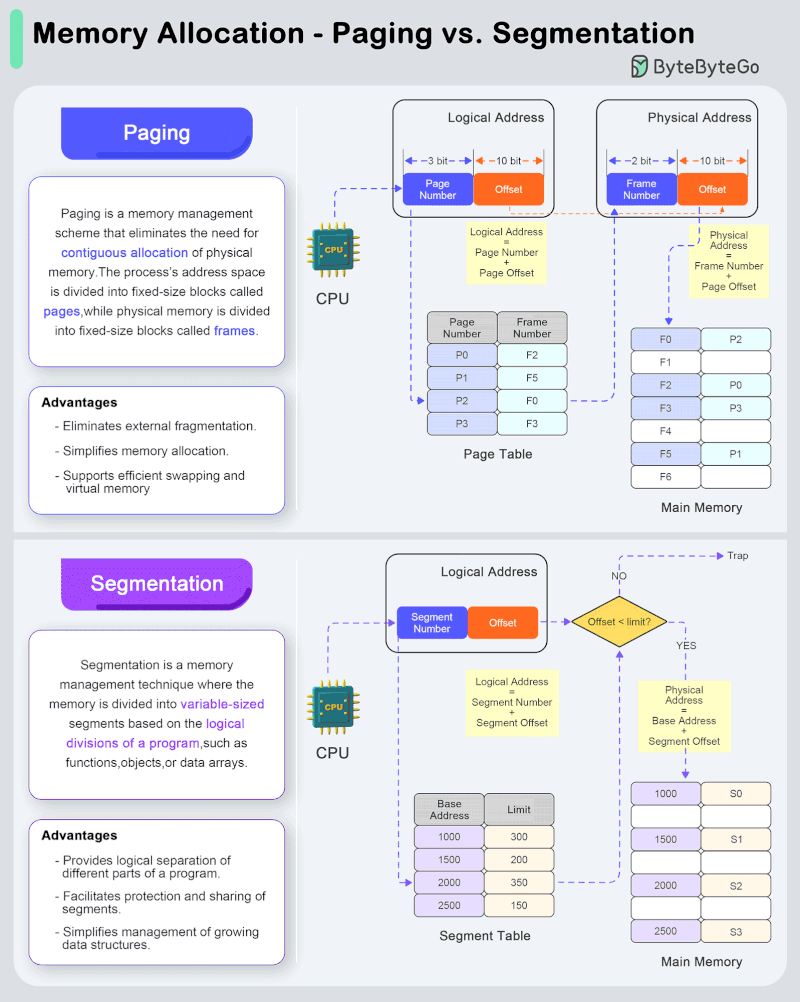 Memory Allocation - Paging vs. Segmentation
ByteByteGo
Paging
Paging is a memory management
scheme that eliminates the need for
contiguous allocation of physical
memory.The process's address space
is divided into fixed-size blocks called
pages,while physical memory is divided
into fixed-size blocks called frames.
Advantages
- Eliminates external fragmentation.
- Simplifies memory allocation.
- Supports efficient swapping and
virtual memory
CPU
CPU
Logical Address
3 bit
10 bit
Page
Number
Offset
Logical Address
=
Page Number
+
Page Offset
Physical Address
2 bit
10 bit
Frame
Number
Offset
Physical
Address
=
Frame Number
+
Page Offset
Page
Number
Frame
Number
P0 F2
P1 F5
P2 F0
P3 F3
Page Table
F0 P2
F1
F2 P0
F3 P3
F4
F5 P1
F6
Main Memory
Segmentation
Segmentation is a memory
management technique where the
memory is divided into variable-sized
segments based on the logical
divisions of a program,such as
functions,objects,or data arrays.
Advantages
- Provides logical separation of
different parts of a program.
- Facilitates protection and sharing of
segments.
- Simplifies management of growing
data structures.
CPU
CPU
Logical Address
Segment
Number
Offset
Logical Address
=
Segment Number
+
Segment Offset
Offset < limit?
NO
Trap
YES
Physical
Address
=
Base Address
+
Segment Offset
Base
Address
Limit
1000 300
1500 200
2000 350
2500 150
Segment Table
1000 S0
1500 S1
2000 S2
2500 S3
Main Memory